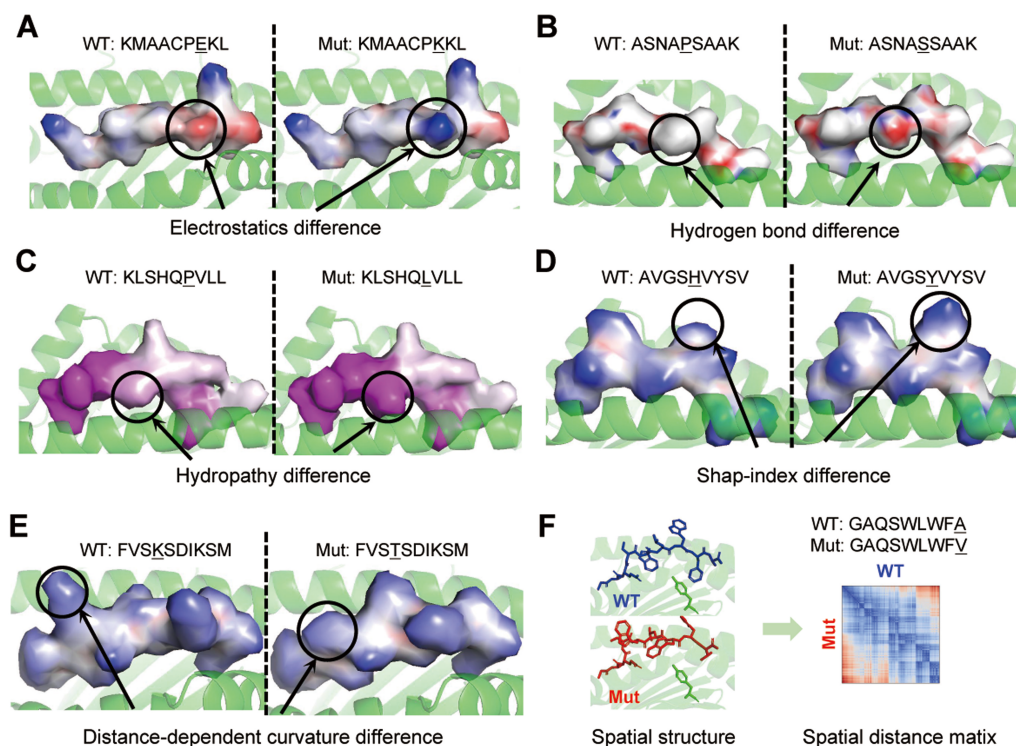 A
WT: KMAACPEKL
Mut: KMAACPKKL
Electrostatics difference
B
WT: ASNAPSAAK
Mut: ASNASSAAK
Hydrogen bond difference
C
WT: KLSHQPVLL
Mut: KLSHQLVLL
Hydropathy difference
D
WT: AVGSHVYSV
Mut: AVGSYVYSV
Shap-index difference
E
WT: FVSKSDIKSM
Mut: FVSTSDIKSM
Distance-dependent curvature difference
F
WT
Mut
Spatial structure
WT: GAQSWLWFA
Mut: GAQSWLWFV
WT
Mut
Spatial distance matix